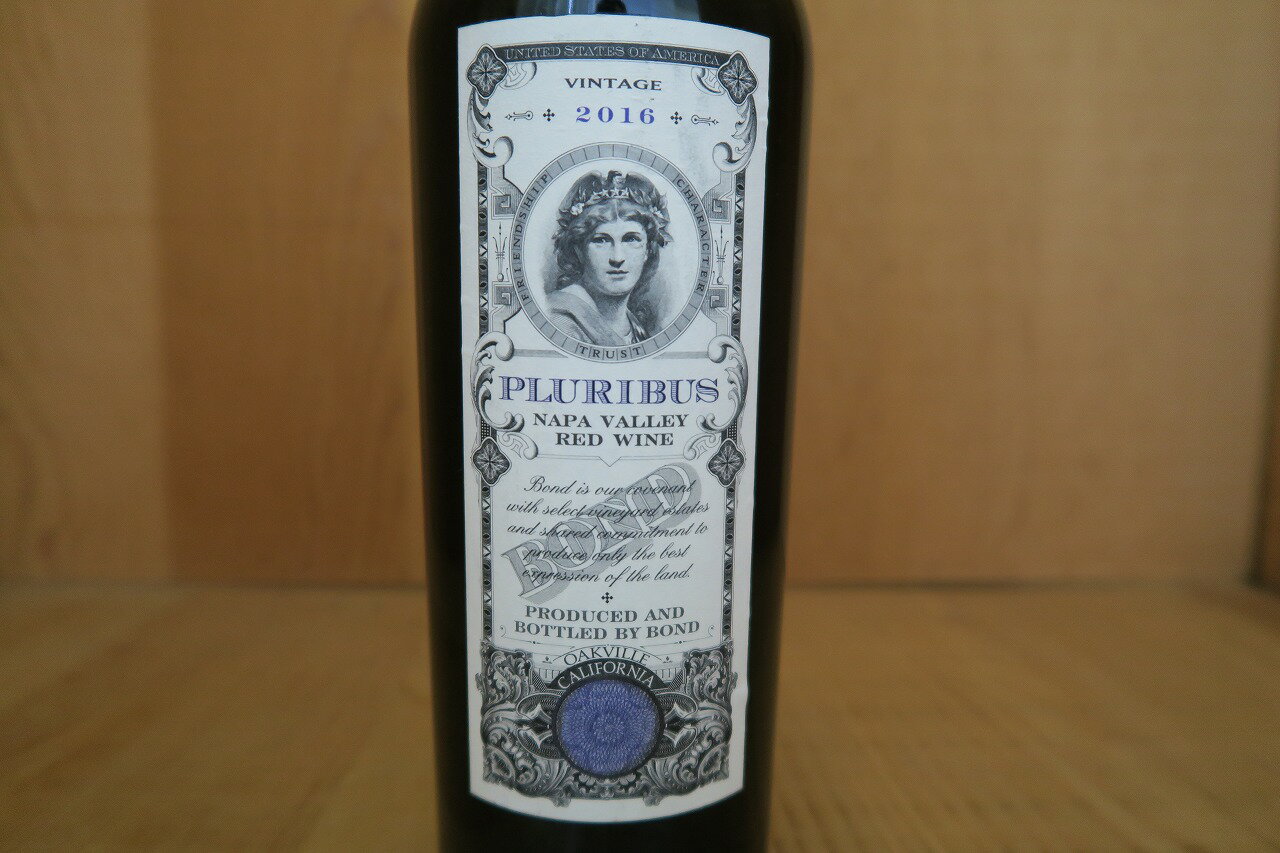 UNITED STATES OF AMERICA
VINTAGE
2016
FRIENDSHIP
CHARACTER
TRUST
PLURIBUS
NAPA VALLEY
RED WINE
BOND
Bond is our covenant
with select vineyard estates
and shared commitment to
produce only the best
expression of the land.
PRODUCED AND
BOTTLED BY BOND
OAKVILLE
CALIFORNIA